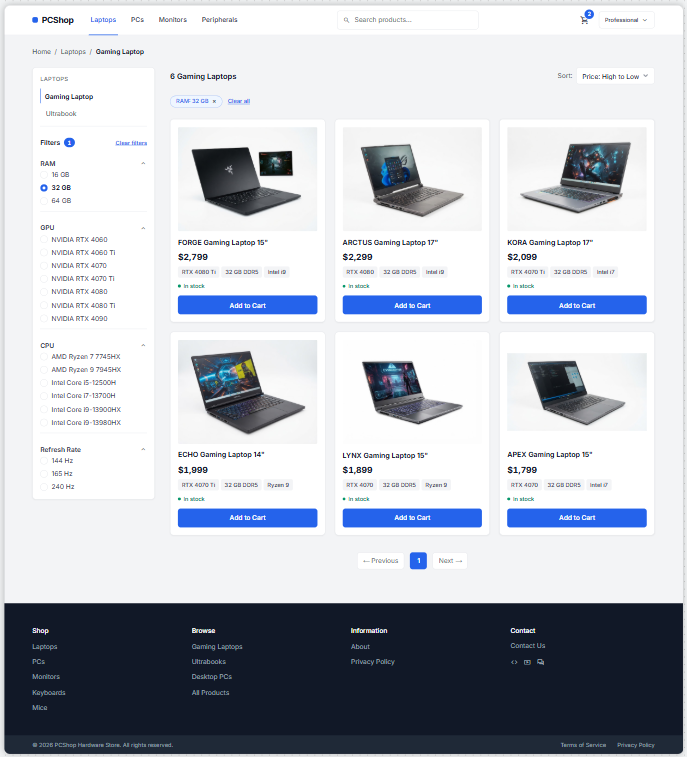 PCShop
Laptops PCs Monitors Peripherals
Search products...
2
Professional
Home / Laptops / Gaming Laptop
LAPTOPS
Gaming Laptop
Ultrabook
Filters 1 Clear filters
RAM
16 GB
32 GB
64 GB
GPU
NVIDIA RTX 4060
NVIDIA RTX 4060 Ti
NVIDIA RTX 4070
NVIDIA RTX 4070 Ti
NVIDIA RTX 4080
NVIDIA RTX 4080 Ti
NVIDIA RTX 4090
CPU
AMD Ryzen 7 7745HX
AMD Ryzen 9 7945HX
Intel Core i5-12500H
Intel Core i7-13700H
Intel Core i9-13900HX
Intel Core i9-13980HX
Refresh Rate
144 Hz
165 Hz
240 Hz
6 Gaming Laptops
Sort: Price: High to Low
RAM: 32 GB × Clear all
FORGE Gaming Laptop 15"
$2,799
RTX 4080 Ti 32 GB DDR5 Intel i9
In stock
Add to Cart
ARCTUS Gaming Laptop 17"
$2,299
RTX 4080 32 GB DDR5 Intel i9
In stock
Add to Cart
KORA Gaming Laptop 17"
$2,099
RTX 4070 Ti 32 GB DDR5 Intel i7
In stock
Add to Cart
ECHO Gaming Laptop 14"
$1,999
RTX 4070 Ti 32 GB DDR5 Ryzen 9
In stock
Add to Cart
LYNX Gaming Laptop 15"
$1,899
RTX 4070 32 GB DDR5 Ryzen 9
In stock
Add to Cart
APEX Gaming Laptop 15"
$1,799
RTX 4070 32 GB DDR5 Intel i7
In stock
Add to Cart
← Previous 1 Next →
Shop
Laptops
PCs
Monitors
Keyboards
Mice
Browse
Gaming Laptops
Ultrabooks
Desktop PCs
All Products
Information
About
Privacy Policy
Contact
Contact Us
© 2026 PCShop Hardware Store. All rights reserved.
Terms of Service Privacy Policy